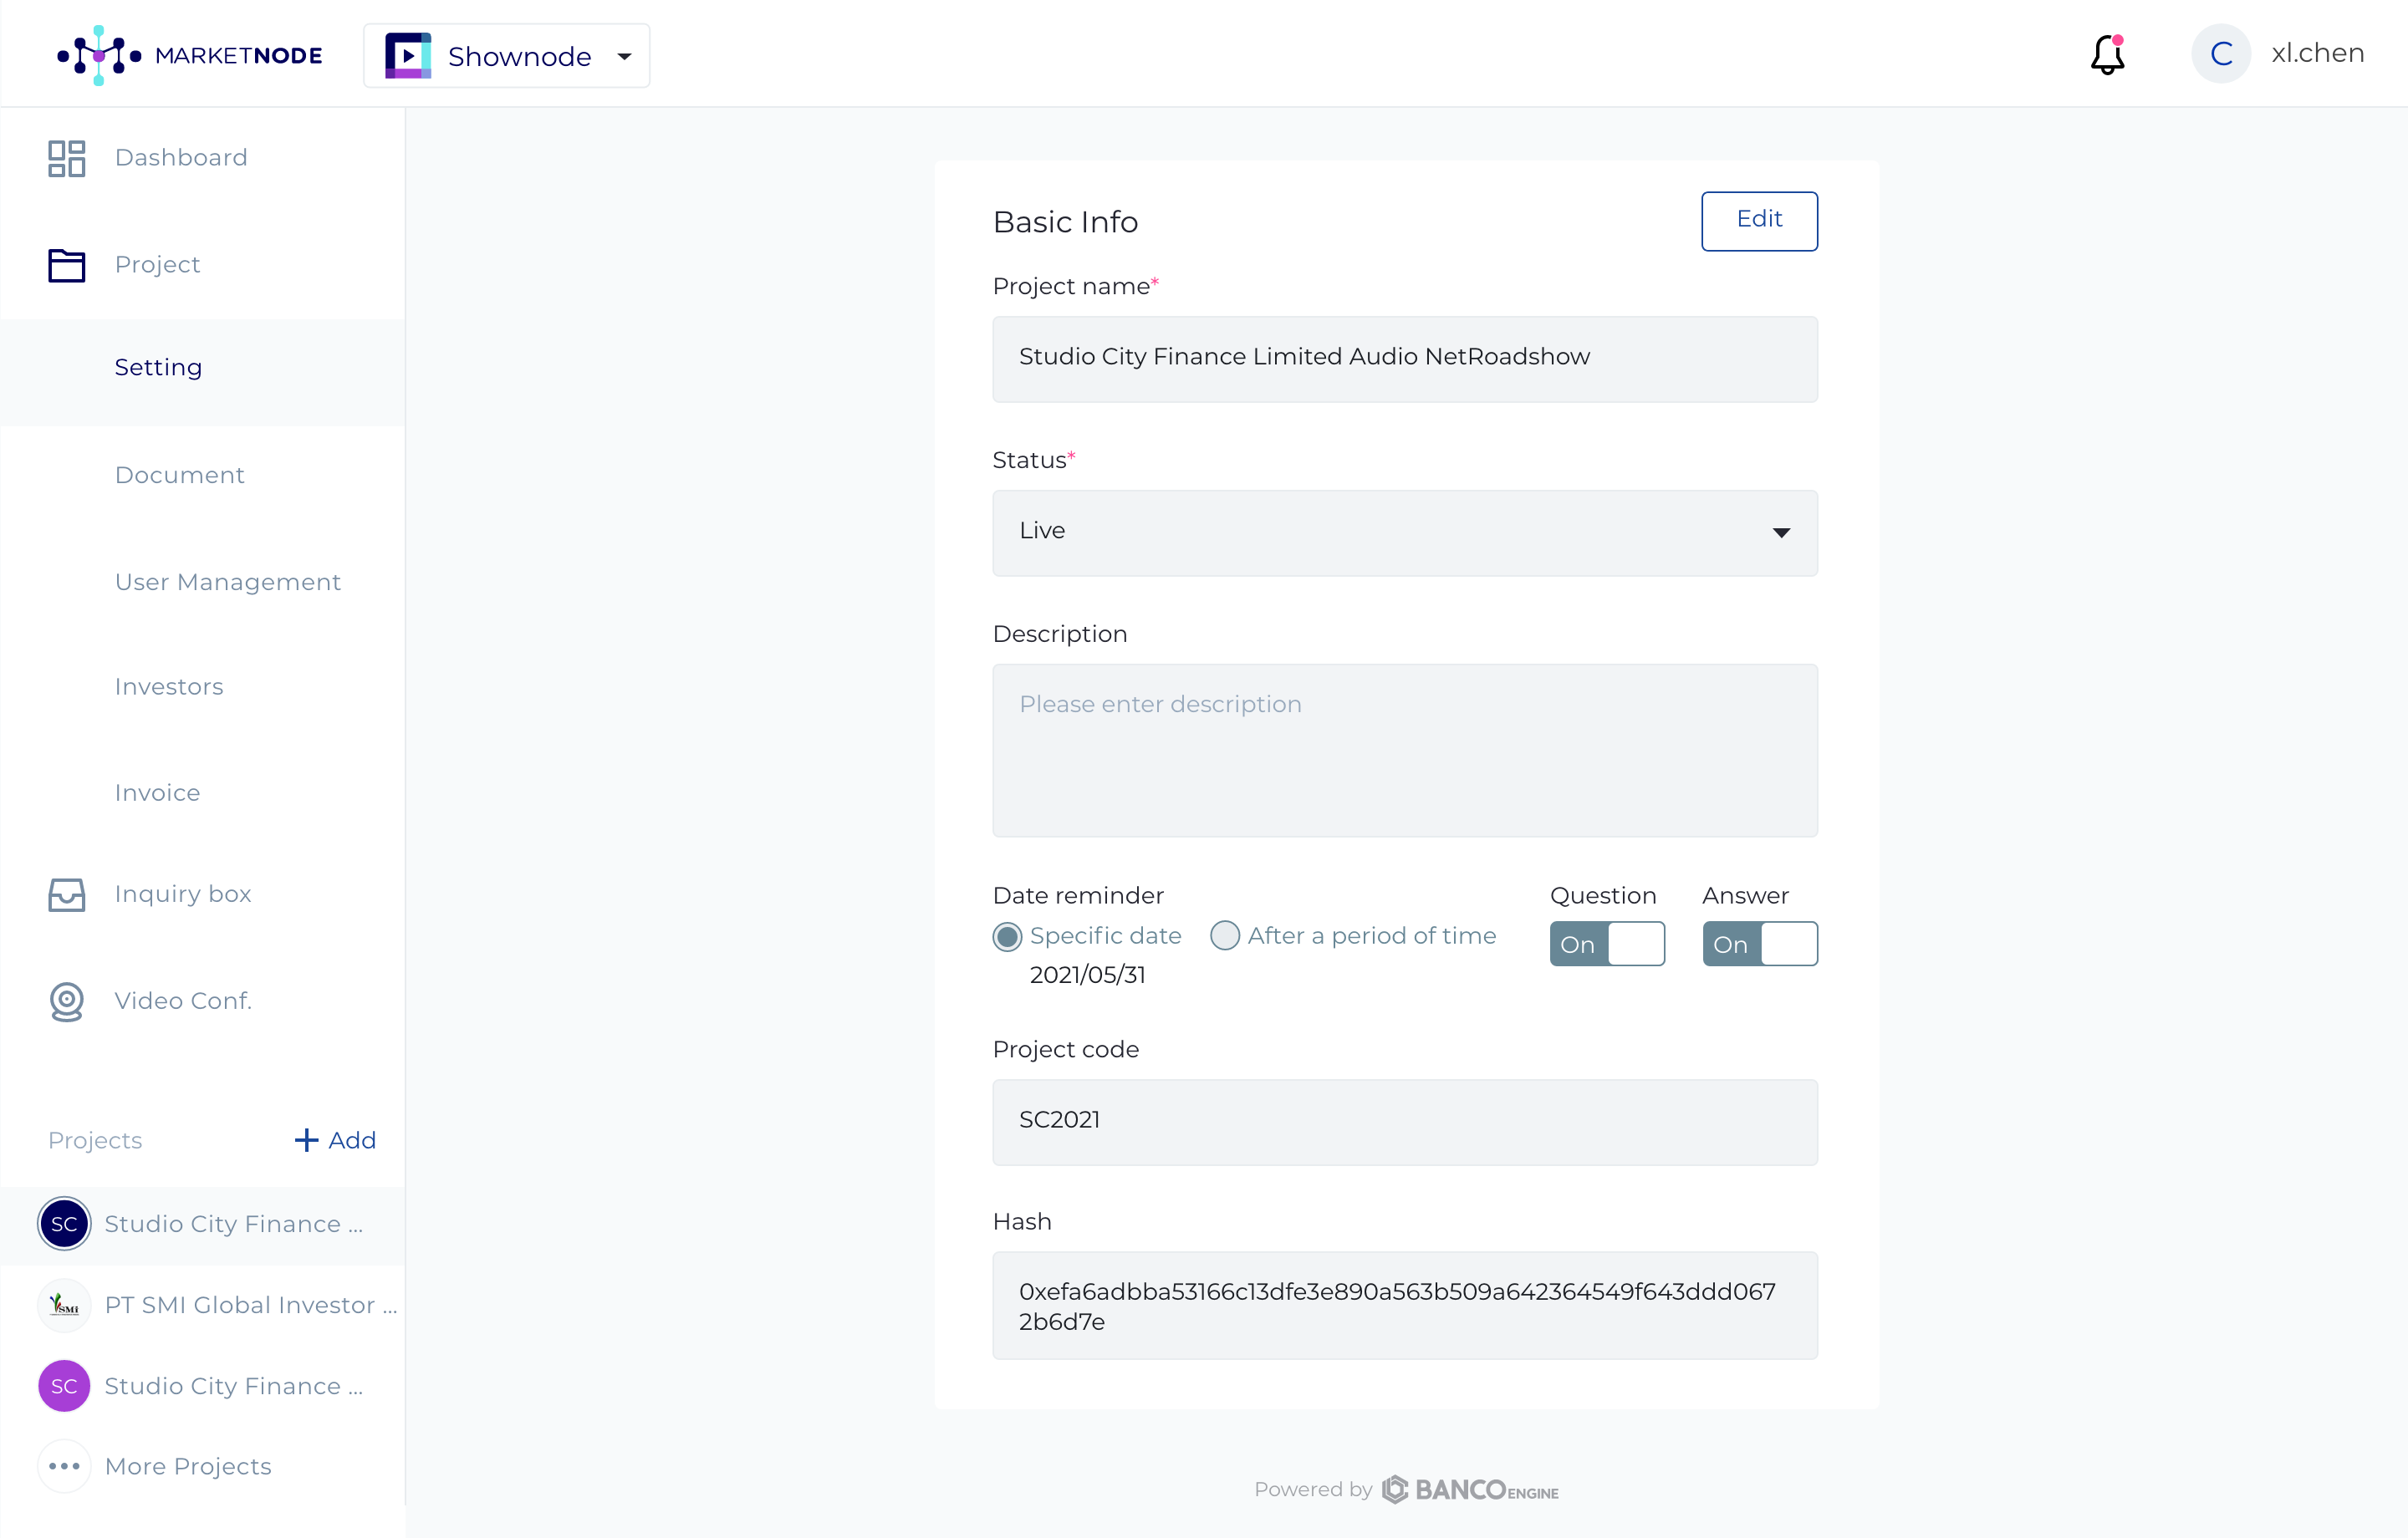 MARKETNODE
Shownode
C
xl.chen
Dashboard
Project
Setting
Document
User Management
Investors
Invoice
Inquiry box
Video Conf.
Projects
Add
SC Studio City Finance ...
SMI PT SMI Global Investor ...
SC Studio City Finance ...
More Projects
Basic Info
Edit
Project name*
Studio City Finance Limited Audio NetRoadshow
Status*
Live
Description
Please enter description
Date reminder
Question
Answer
Specific date
After a period of time
On
On
2021/05/31
Project code
SC2021
Hash
0xefa6adbba53166c13dfe3e890a563b509a642364549f643ddd067
2b6d7e
Powered by BANCO ENGINE